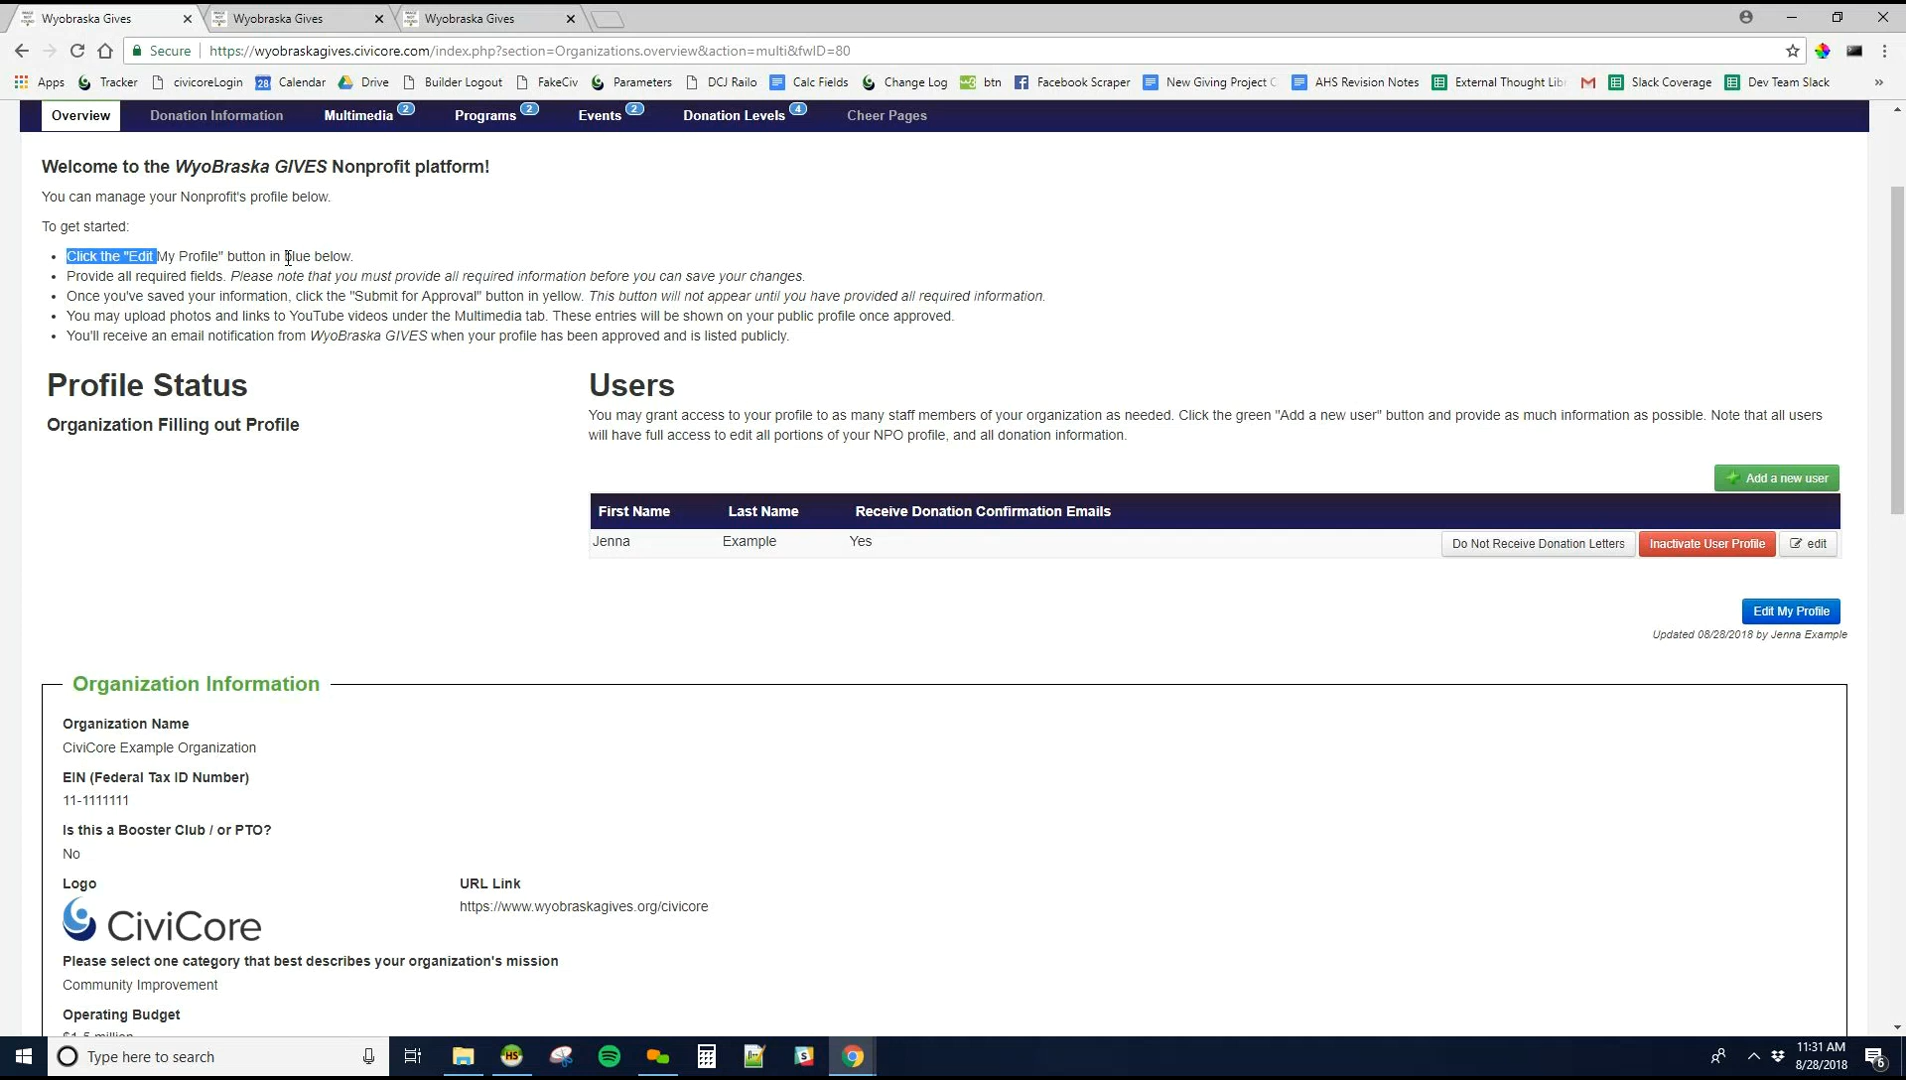 Wyobraska Gives
Wyobraska Gives
Wyobraska Gives
Secure https://wyobraskagives.civicore.com/index.php?section=Organizations.overview&action=multi&fwID=80
Apps Tracker civicoreLogin 28 Calendar Drive Builder Logout FakeCiv Parameters DCJ Railo Calc Fields Change Log w3 btn Facebook Scraper New Giving Project C AHS Revision Notes External Thought Lib Slack Coverage Dev Team Slack »
Overview Donation Information Multimedia 2 Programs 2 Events 2 Donation Levels 4 Cheer Pages
Welcome to the WyoBraska GIVES Nonprofit platform!
You can manage your Nonprofit's profile below.
To get started:
• Click the "Edit My Profile" button in blue below.
• Provide all required fields. Please note that you must provide all required information before you can save your changes.
• Once you've saved your information, click the "Submit for Approval" button in yellow. This button will not appear until you have provided all required information.
• You may upload photos and links to YouTube videos under the Multimedia tab. These entries will be shown on your public profile once approved.
• You'll receive an email notification from WyoBraska GIVES when your profile has been approved and is listed publicly.
Profile Status
Organization Filling out Profile
Users
You may grant access to your profile to as many staff members of your organization as needed. Click the green "Add a new user" button and provide as much information as possible. Note that all users
will have full access to edit all portions of your NPO profile, and all donation information.
Add a new user
First Name Last Name Receive Donation Confirmation Emails
Jenna Example Yes Do Not Receive Donation Letters Inactivate User Profile edit
Edit My Profile
Updated 08/28/2018 by Jenna Example
Organization Information
Organization Name
CiviCore Example Organization
EIN (Federal Tax ID Number)
11-1111111
Is this a Booster Club / or PTO?
No
Logo
CiviCore
URL Link
https://www.wyobraskagives.org/civicore
Please select one category that best describes your organization's mission
Community Improvement
Operating Budget
Type here to search
HS
11:31 AM
8/28/2018
6